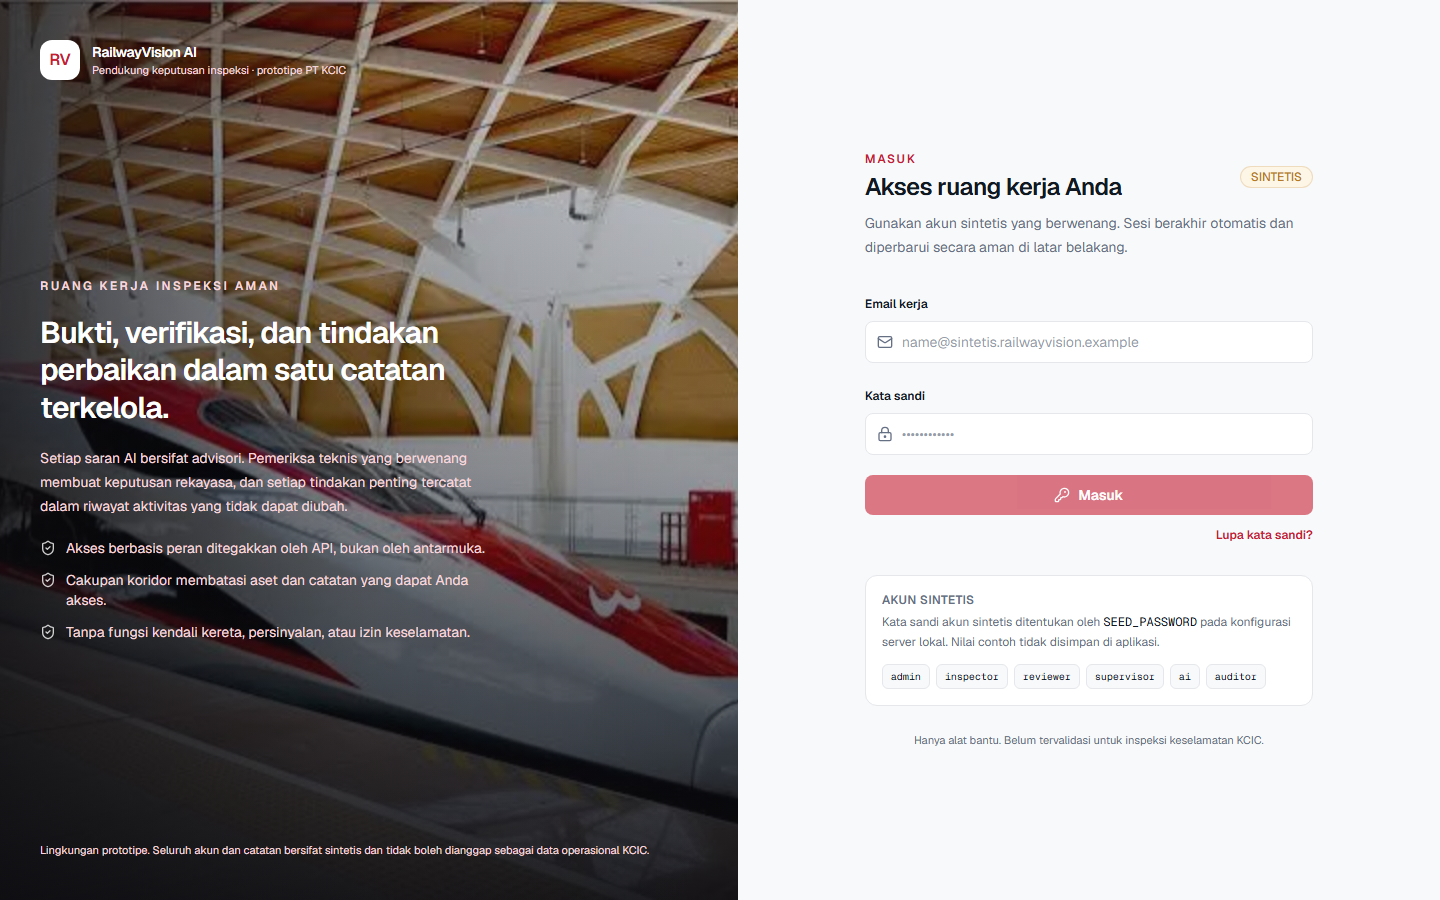 RV
RailwayVision AI
Pendukung keputusan inspeksi · prototipe PT KCIC
RUANG KERJA INSPEKSI AMAN
Bukti, verifikasi, dan tindakan
perbaikan dalam satu catatan
terkelola.
Setiap saran AI bersifat advisori. Pemeriksa teknis yang berwenang
membuat keputusan rekayasa, dan setiap tindakan penting tercatat
dalam riwayat aktivitas yang tidak dapat diubah.
Akses berbasis peran ditegakkan oleh API, bukan oleh antarmuka.
Cakupan koridor membatasi aset dan catatan yang dapat Anda
akses.
Tanpa fungsi kendali kereta, persinyalan, atau izin keselamatan.
Lingkungan prototipe. Seluruh akun dan catatan bersifat sintetis dan tidak boleh dianggap sebagai data operasional KCIC.
MASUK
Akses ruang kerja Anda
SINTETIS
Gunakan akun sintetis yang berwenang. Sesi berakhir otomatis dan
diperbarui secara aman di latar belakang.
Email kerja
name@sintetis.railwayvision.example
Kata sandi
••••••••••••
Masuk
Lupa kata sandi?
AKUN SINTETIS
Kata sandi akun sintetis ditentukan oleh SEED_PASSWORD pada konfigurasi
server lokal. Nilai contoh tidak disimpan di aplikasi.
admin inspector reviewer supervisor ai auditor
Hanya alat bantu. Belum tervalidasi untuk inspeksi keselamatan KCIC.